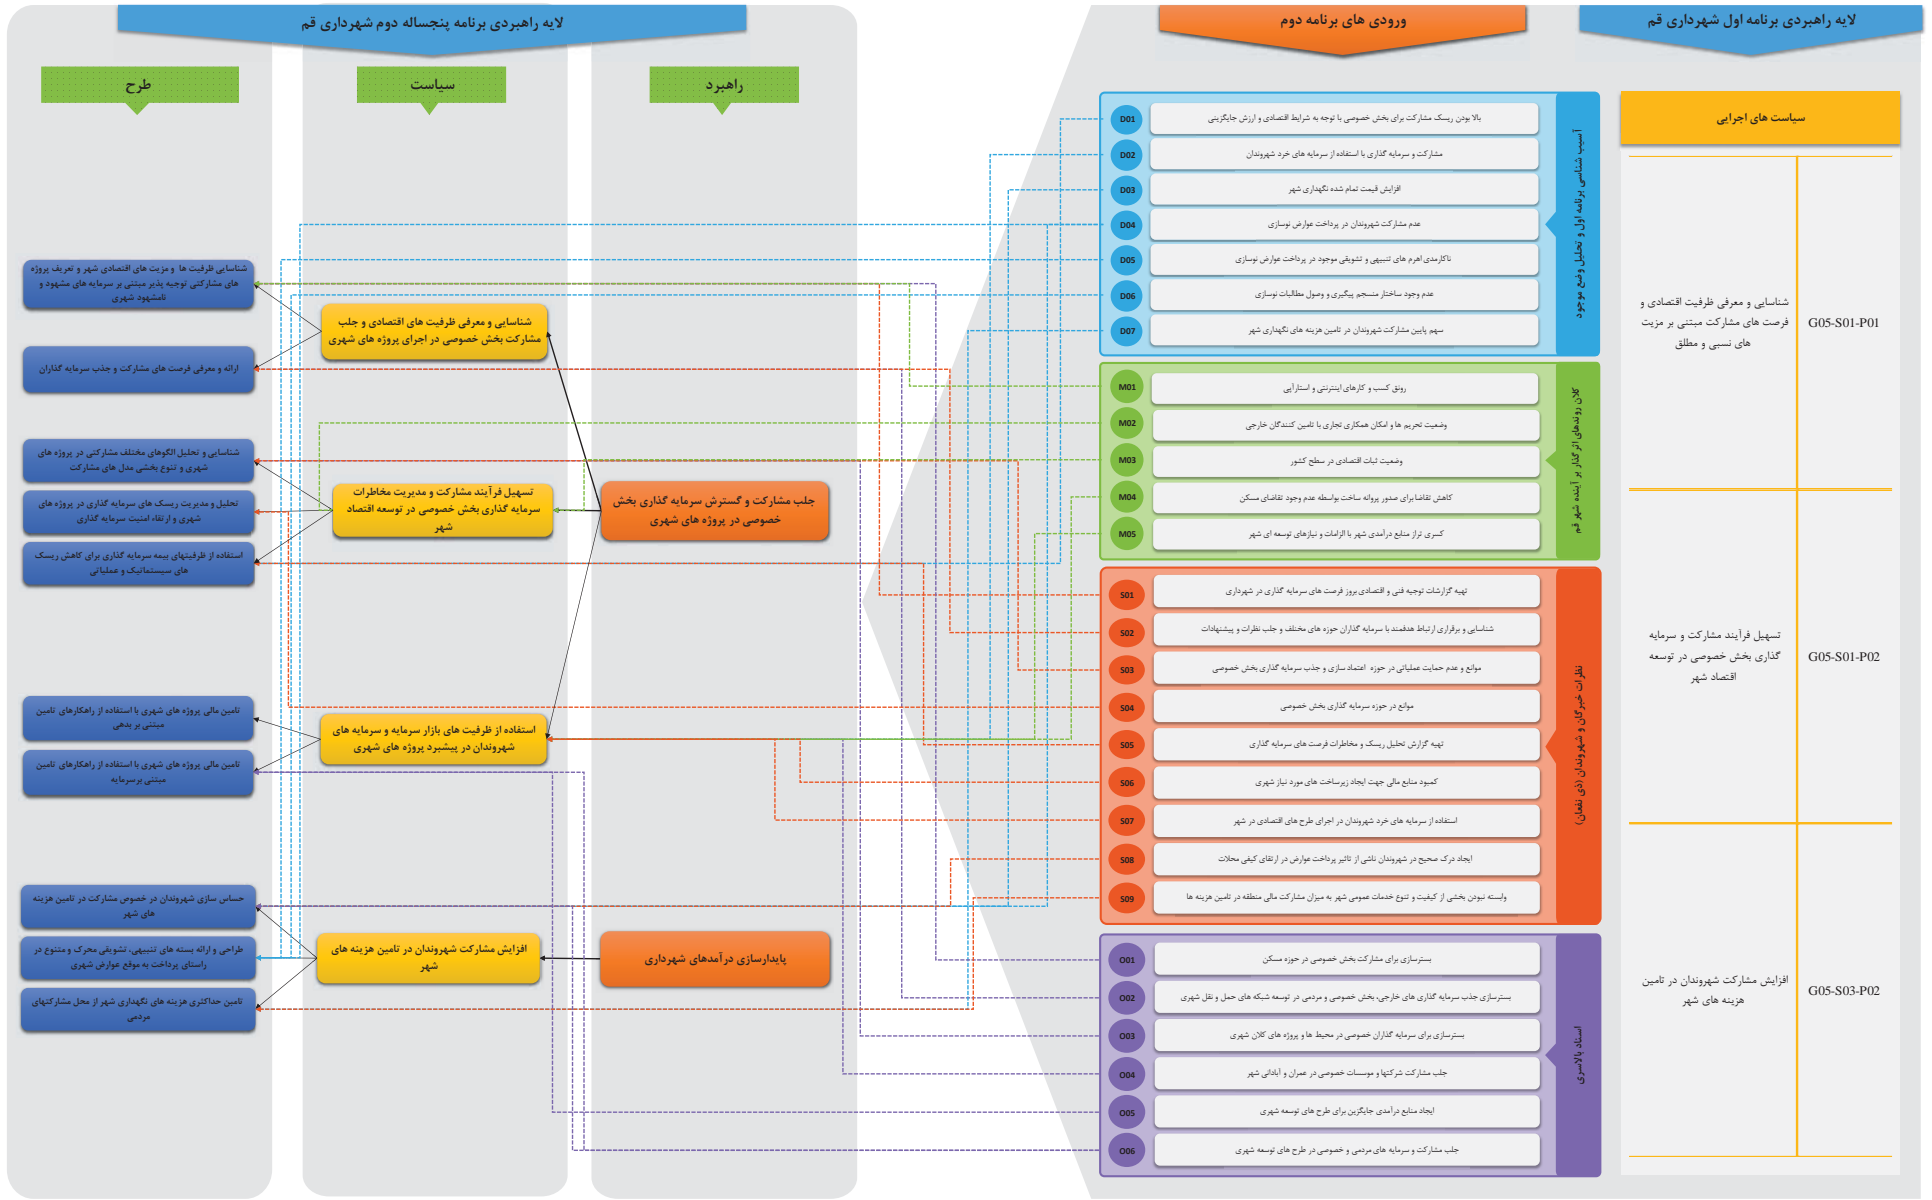 لایه راهبردی برنامه اول شهرداری قم
ورودی های برنامه دوم
لایه راهبردی برنامه پنجساله دوم شهرداری قم
سیاست های اجرایی
G05-S01-P01
شناسایی و معرفی ظرفیت اقتصادی و
فرصت های مشارکت مبتنی بر مزیت
های نسبی و مطلق
G05-S01-P02
تسهیل فرآیند مشارکت و سرمایه
گذاری بخش خصوصی در توسعه
اقتصاد شهر
G05-S03-P02
افزایش مشارکت شهروندان در تامین
هزینه های شهر
آسیب شناسی برنامه اول و تحلیل وضع موجود
بالا بودن ریسک مشارکت برای بخش خصوصی با توجه به شرایط اقتصادی و ارزش جایگزینی
D01
مشارکت و سرمایه گذاری با استفاده از سرمایه های خرد شهروندان
D02
افزایش قیمت تمام شده نگهداری شهر
D03
عدم مشارکت شهروندان در پرداخت عوارض نوسازی
D04
ناکارمدی اهرم های تنبیهی و تشویقی موجود در پرداخت عوارض نوسازی
D05
عدم وجود ساختار منسجم پیگیری و وصول مطالبات نوسازی
D06
سهم پایین مشارکت شهروندان در تامین هزینه های نگهداری شهر
D07
کلان روندهای اثرگذار بر آینده شهر قم
رونق کسب و کارهای اینترنتی و استارآپی
M01
وضعیت تحریم ها و امکان همکاری تجاری با تامین کنندگان خارجی
M02
وضعیت ثبات اقتصادی در سطح کشور
M03
کاهش تقاضا برای صدور پروانه ساخت بواسطه عدم وجود تقاضای مسکن
M04
کسری تراز منابع درآمدی شهر با الزامات و نیازهای توسعه ای شهر
M05
نظرات خبرگان و شهروندان (ذی نفعان)
تهیه گزارشات توجیه فنی و اقتصادی بروز فرصت های سرمایه گذاری در شهرداری
S01
شناسایی و برقراری ارتباط هدفمند با سرمایه گذاران حوزه های مختلف و جلب نظرات و پیشنهادات
S02
موانع و عدم حمایت عملیاتی در حوزه اعتماد سازی و جذب سرمایه گذاری بخش خصوصی
S03
موانع در حوزه سرمایه گذاری بخش خصوصی
S04
تهیه گزارش تحلیل ریسک و مخاطرات فرصت های سرمایه گذاری
S05
کمبود منابع مالی جهت ایجاد زیرساخت های مورد نیاز شهری
S06
استفاده از سرمایه های خرد شهروندان در اجرای طرح های اقتصادی در شهر
S07
ایجاد درک صحیح در شهروندان ناشی از تاثیر پرداخت عوارض در ارتقای کیفی محلات
S08
وابسته نبودن بخشی از کیفیت و تنوع خدمات عمومی شهر به میزان مشارکت مالی منطقه در تامین هزینه ها
S09
اسناد بالاسری
بسترسازی برای مشارکت بخش خصوصی در حوزه مسکن
O01
بسترسازی جذب سرمایه گذاری های خارجی، بخش خصوصی و مردمی در توسعه شبکه های حمل و نقل شهری
O02
بسترسازی برای سرمایه گذاران خصوصی در محیط ها و پروژه های کلان شهری
O03
جلب مشارکت شرکتها و موسسات خصوصی در عمران و آبادانی شهر
O04
ایجاد منابع درآمدی جایگزین برای طرح های توسعه شهری
O05
جلب مشارکت و سرمایه های مردمی و خصوصی در طرح های توسعه شهری
O06
راهبرد
جلب مشارکت و گسترش سرمایه گذاری بخش
خصوصی در پروژه های شهری
پایدارسازی درآمدهای شهرداری
سیاست
شناسایی و معرفی ظرفیت های اقتصادی و جلب
مشارکت بخش خصوصی در اجرای پروژه های شهری
تسهیل فرآیند مشارکت و مدیریت مخاطرات
سرمایه گذاری بخش خصوصی در توسعه اقتصاد
شهر
استفاده از ظرفیت های بازار سرمایه و سرمایه های
شهروندان در پیشبرد پروژه های شهری
افزایش مشارکت شهروندان در تامین هزینه های
شهر
طرح
شناسایی ظرفیت ها و مزیت های اقتصادی شهر و تعریف پروژه
های مشارکتی توجیه پذیر مبتنی بر سرمایه های مشهود و
نامشهود شهری
ارائه و معرفی فرصت های مشارکت و جذب سرمایه گذاران
شناسایی و تحلیل الگوهای مختلف مشارکتی در پروژه های
شهری و تنوع بخشی مدل های مشارکت
تحلیل و مدیریت ریسک های سرمایه گذاری در پروژه های
شهری و ارتقاء امنیت سرمایه گذاری
استفاده از ظرفیتهای بیمه سرمایه گذاری برای کاهش ریسک
های سیستماتیک و عملیاتی
تامین مالی پروژه های شهری با استفاده از راهکارهای تامین
مبتنی بر بدهی
تامین مالی پروژه های شهری با استفاده از راهکارهای تامین
مبتنی برسرمایه
حساس سازی شهروندان در خصوص مشارکت در تامین هزینه
های شهر
طراحی و ارائه بسته های تنبیهی، تشویقی محرک و متنوع در
راستای پرداخت به موقع عوارض شهری
تامین حداکثری هزینه های نگهداری شهر از محل مشارکتهای
مردمی